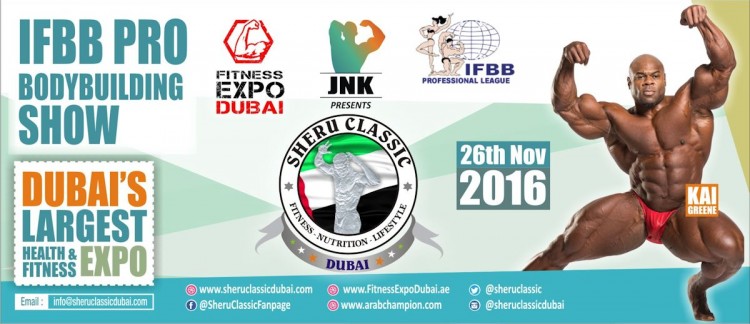 IFBB PRO
BODYBUILDING
SHOW
DUBAI'S
LARGEST
HEALTH &
FITNESS EXPO
Email : info@sheruclassicdubai.com
FITNESS
EXPO
DUBAI
JNK
PRESENTS
IFBB
PROFESSIONAL LEAGUE
SHERU CLASSIC
FITNESS - NUTRITION - LIFESTYLE
DUBAI
26th Nov
2016
KAI
GREENE
www.sheruclassicdubai.com
www.FitnessExpoDubai.ae
@sheruclassic
@SheruClassicFanpage
www.arabchampion.com
@sheruclassicdubai